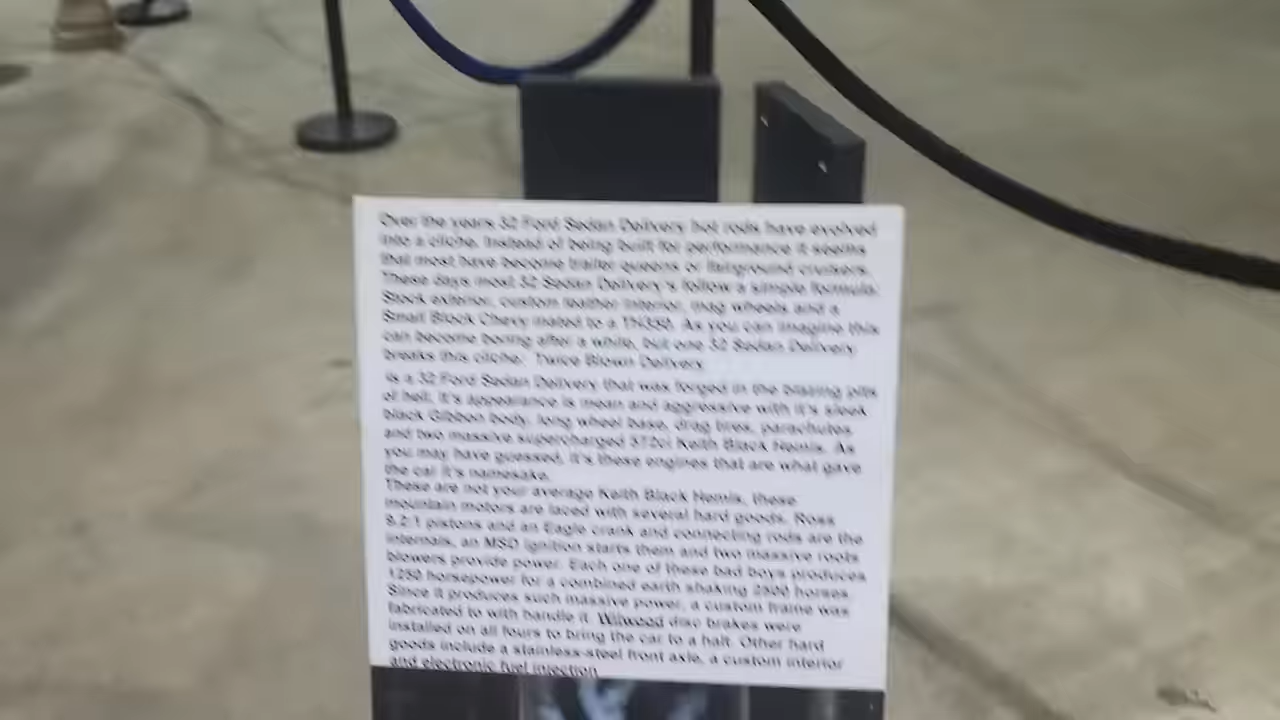 Over the years 32 Ford Sedan Delivery hot rods have evolved
into a cliche. Instead of being built for performance it seems
that most have become trailer queens or fairground cruisers.
These days most 32 Sedan Delivery's follow a simple formula.
Stock exterior, custom leather interior, mag wheels and a
Small Block Chevy mated to a TH350. As you can imagine this
can become boring after a while, but one 32 Sedan Delivery
breaks this cliche. Twice Blown Delivery
is a 32 Ford Sedan Delivery that was forged in the blazing pits
of hell. It's appearance is mean and aggressive with it's sleek
black Gibbon body, long wheel base, drag tires, parachutes
and two massive supercharged 572ci Keith Black Hemis. As
you may have guessed, it's these engines that are what gave
the car it's namesake.
These are not your average Keith Black Hemis, these
mountain motors are laced with several hard goods. Ross
8.2:1 pistons and an Eagle crank and connecting rods are the
internals, an MSD ignition starts them and two massive roots
blowers provide power. Each one of these bad boys produces
1250 horsepower for a combined earth shaking 2500 horses.
Since it produces such massive power, a custom frame was
fabricated to with handle it. Wilwood disc brakes were
installed on all fours to bring the car to a halt. Other hard
goods include a stainless-steel front axle, a custom interior
and electronic fuel injection